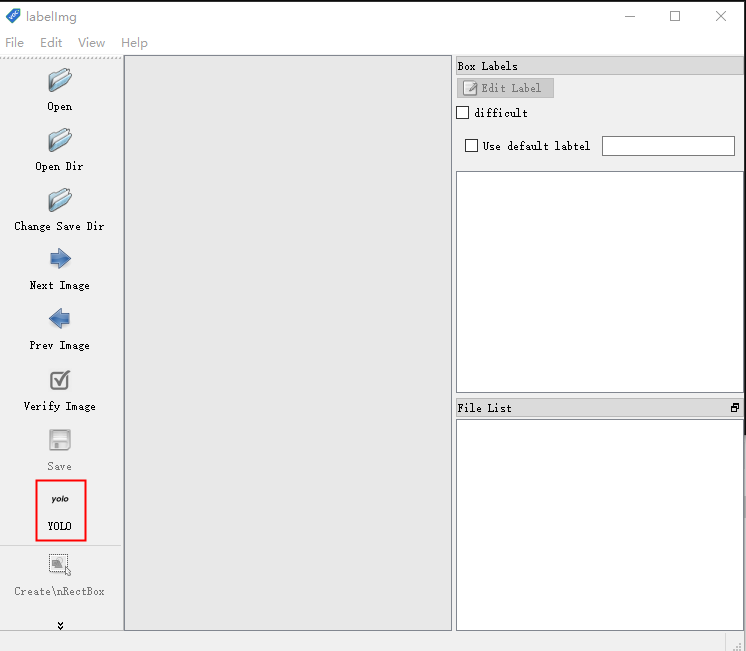 labelImg
File Edit View Help
Open
Open Dir
Change Save Dir
Next Image
Prev Image
Verify Image
Save
yolo
YOLO
Create\nRectBox
Box Labels
Edit Label
difficult
Use default labtel
File List